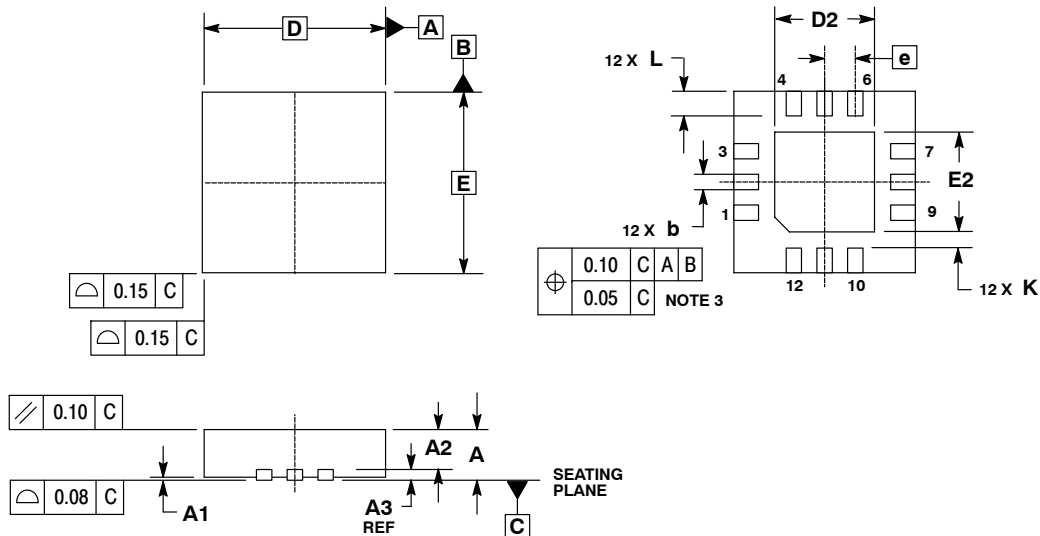 D
A
B
E
0.15 C
0.15 C
D2
e
12 X L
4 6
3 7
E2
12 X b
1 9
0.10 C A B
0.05 C NOTE 3
12 10
12 X K
0.10 C
A2 A
0.08 C
A1
A3
REF
SEATING
PLANE
C